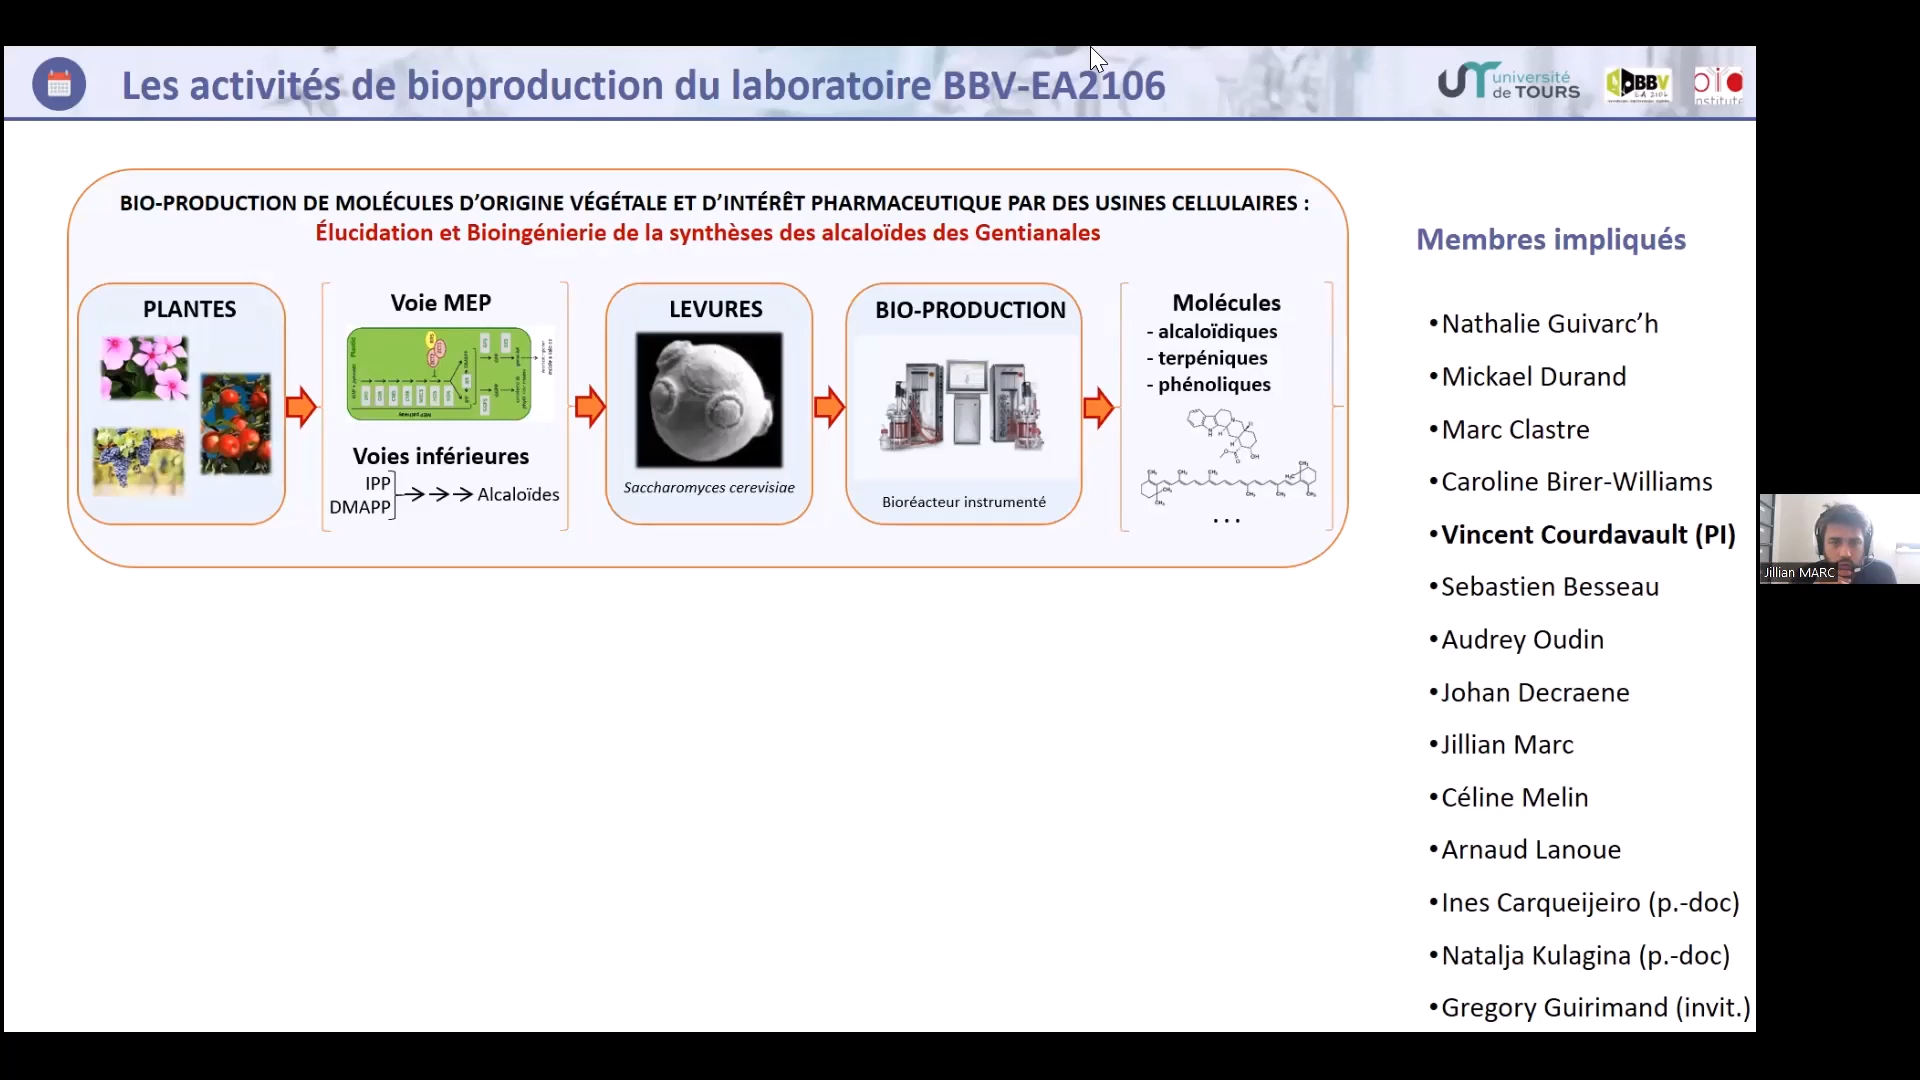 Les activités de bioproduction du laboratoire BBV-EA2106
université
de TOURS
BBV
EA 2106
bio
institute
BIO-PRODUCTION DE MOLÉCULES D’ORIGINE VÉGÉTALE ET D’INTÉRÊT PHARMACEUTIQUE PAR DES USINES CELLULAIRES :
Élucidation et Bioingénierie de la synthèses des alcaloïdes des Gentianales
PLANTES
Voie MEP
MEP pathway
Voies inférieures
IPP
DMAPP
Alcaloïdes
LEVURES
Saccharomyces cerevisiae
BIO-PRODUCTION
Bioréacteur instrumenté
Molécules
- alcaloïdiques
- terpéniques
- phénoliques
...
Membres impliqués
•Nathalie Guivarc’h
•Mickael Durand
•Marc Clastre
•Caroline Birer-Williams
•Vincent Courdavault (PI)
•Sebastien Besseau
•Audrey Oudin
•Johan Decraene
•Jillian Marc
•Céline Melin
•Arnaud Lanoue
•Ines Carqueijeiro (p.-doc)
•Natalja Kulagina (p.-doc)
•Gregory Guirimand (invit.)
Jillian MARC